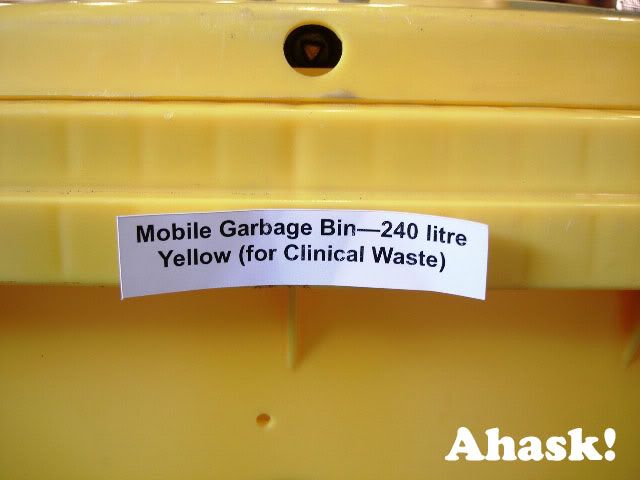 Mobile Garbage Bin—240 litre
Yellow (for Clinical Waste)
Ahask!